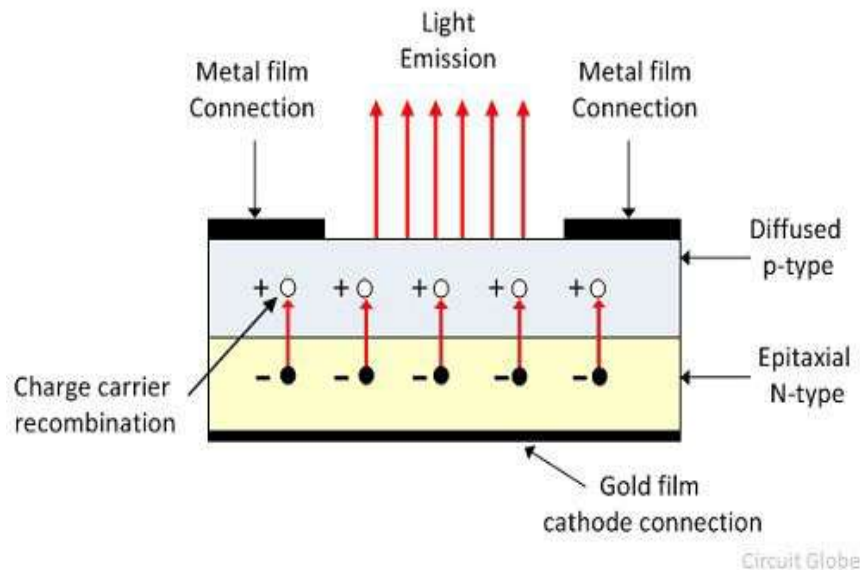 Light
Emission
Metal film
Connection
Metal film
Connection
Diffused
p-type
+ + + + +
- - - - -
Epitaxial
N-type
Charge carrier
recombination
Gold film
cathode connection
Circuit Globe